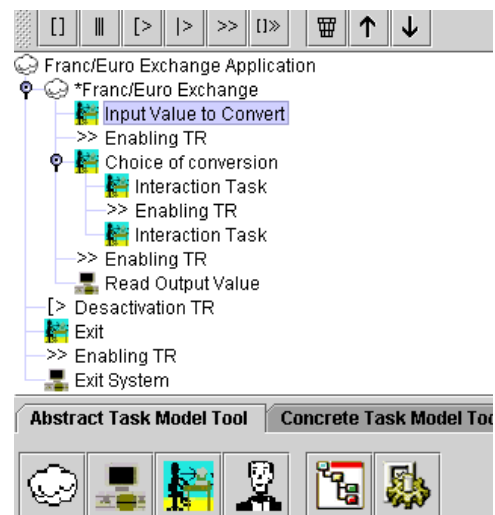 [] ||| [> |> >> []>>
Franc/Euro Exchange Application
*Franc/Euro Exchange
Input Value to Convert
>> Enabling TR
Choice of conversion
Interaction Task
>> Enabling TR
Interaction Task
>> Enabling TR
Read Output Value
[> Desactivation TR
Exit
>> Enabling TR
Exit System
Abstract Task Model Tool Concrete Task Model Too